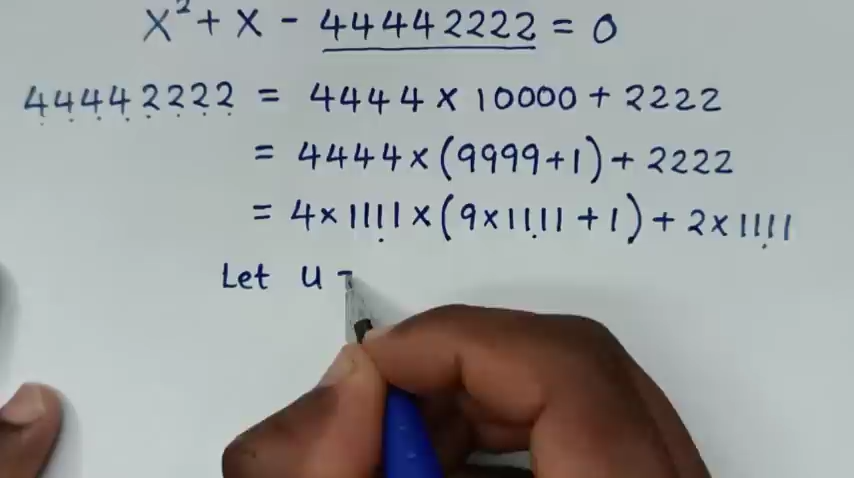 x² + x - 44442222 = 0
44442222 = 4444 × 10000 + 2222
= 4444 × (9999+1) + 2222
= 4 × 1111 × (9×1111 + 1) + 2 × 1111
Let u =